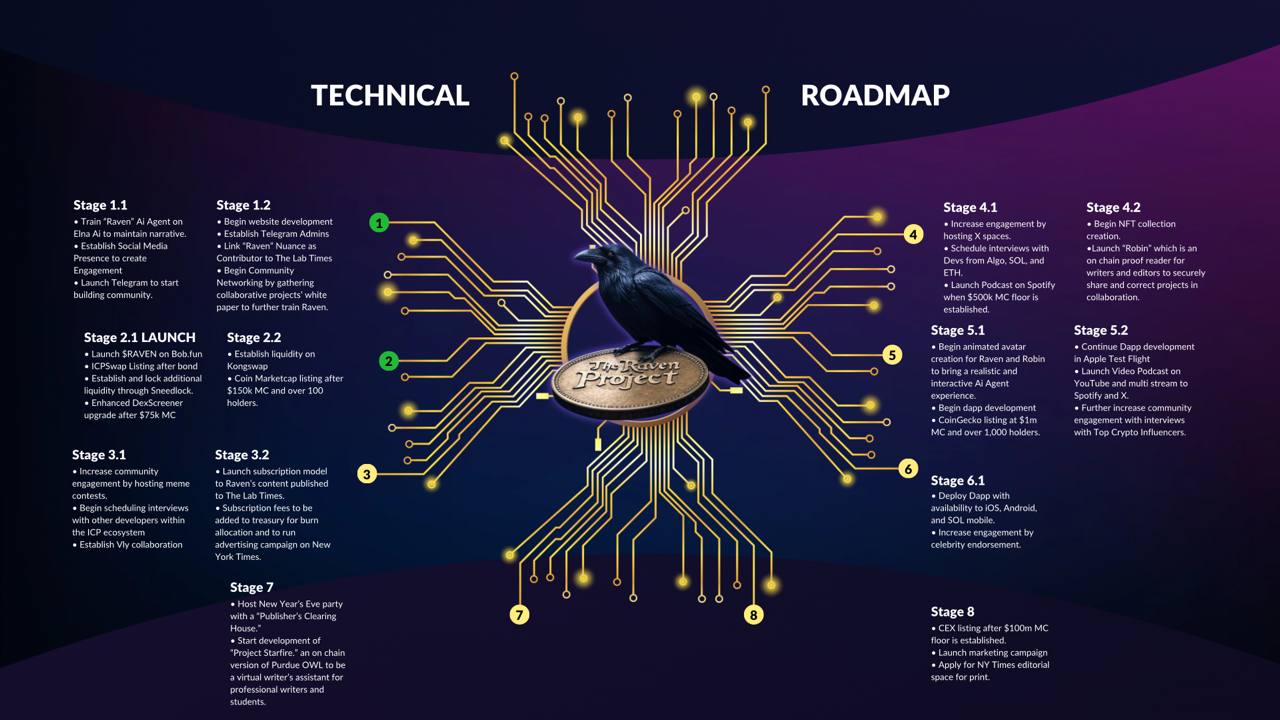 TECHNICAL
ROADMAP
Stage 1.1
• Train “Raven” Ai Agent on
Elna Ai to maintain narrative.
• Establish Social Media
Presence to create
Engagement
• Launch Telegram to start
building community.
Stage 1.2
• Begin website development
• Establish Telegram Admins
• Link “Raven” Nuance as
Contributor to The Lab Times
• Begin Community
Networking by gathering
collaborative projects’ white
paper to further train Raven.
1
Stage 2.1 LAUNCH
• Launch $RAVEN on Bob.fun
• ICPSwap Listing after bond
• Establish and lock additional
liquidity through Sneedlock.
• Enhanced DexScreener
upgrade after $75k MC
Stage 2.2
• Establish liquidity on
Kongswap
• Coin Marketcap listing after
$150k MC and over 100
holders.
2
Stage 3.1
• Increase community
engagement by hosting meme
contests.
• Begin scheduling interviews
with other developers within
the ICP ecosystem
• Establish Vly collaboration
Stage 3.2
• Launch subscription model
to Raven’s content published
to The Lab Times.
• Subscription fees to be
added to treasury for burn
allocation and to run
advertising campaign on New
York Times.
3
The Raven
Project
4
Stage 4.1
• Increase engagement by
hosting X spaces.
• Schedule interviews with
Devs from Algo, SOL, and
ETH.
• Launch Podcast on Spotify
when $500k MC floor is
established.
Stage 4.2
• Begin NFT collection
creation.
•Launch “Robin” which is an
on chain proof reader for
writers and editors to securely
share and correct projects in
collaboration.
5
Stage 5.1
• Begin animated avatar
creation for Raven and Robin
to bring a realistic and
interactive Ai Agent
experience.
• Begin dapp development
• CoinGecko listing at $1m
MC and over 1,000 holders.
Stage 5.2
• Continue Dapp development
in Apple Test Flight
• Launch Video Podcast on
YouTube and multi stream to
Spotify and X.
• Further increase community
engagement with interviews
with Top Crypto Influencers.
6
Stage 6.1
• Deploy Dapp with
availability to iOS, Android,
and SOL mobile.
• Increase engagement by
celebrity endorsement.
Stage 7
• Host New Year’s Eve party
with a “Publisher’s Clearing
House.”
• Start development of
“Project Starfire.” an on chain
version of Purdue OWL to be
a virtual writer’s assistant for
professional writers and
students.
7
8
Stage 8
• CEX listing after $100m MC
floor is established.
• Launch marketing campaign
• Apply for NY Times editorial
space for print.